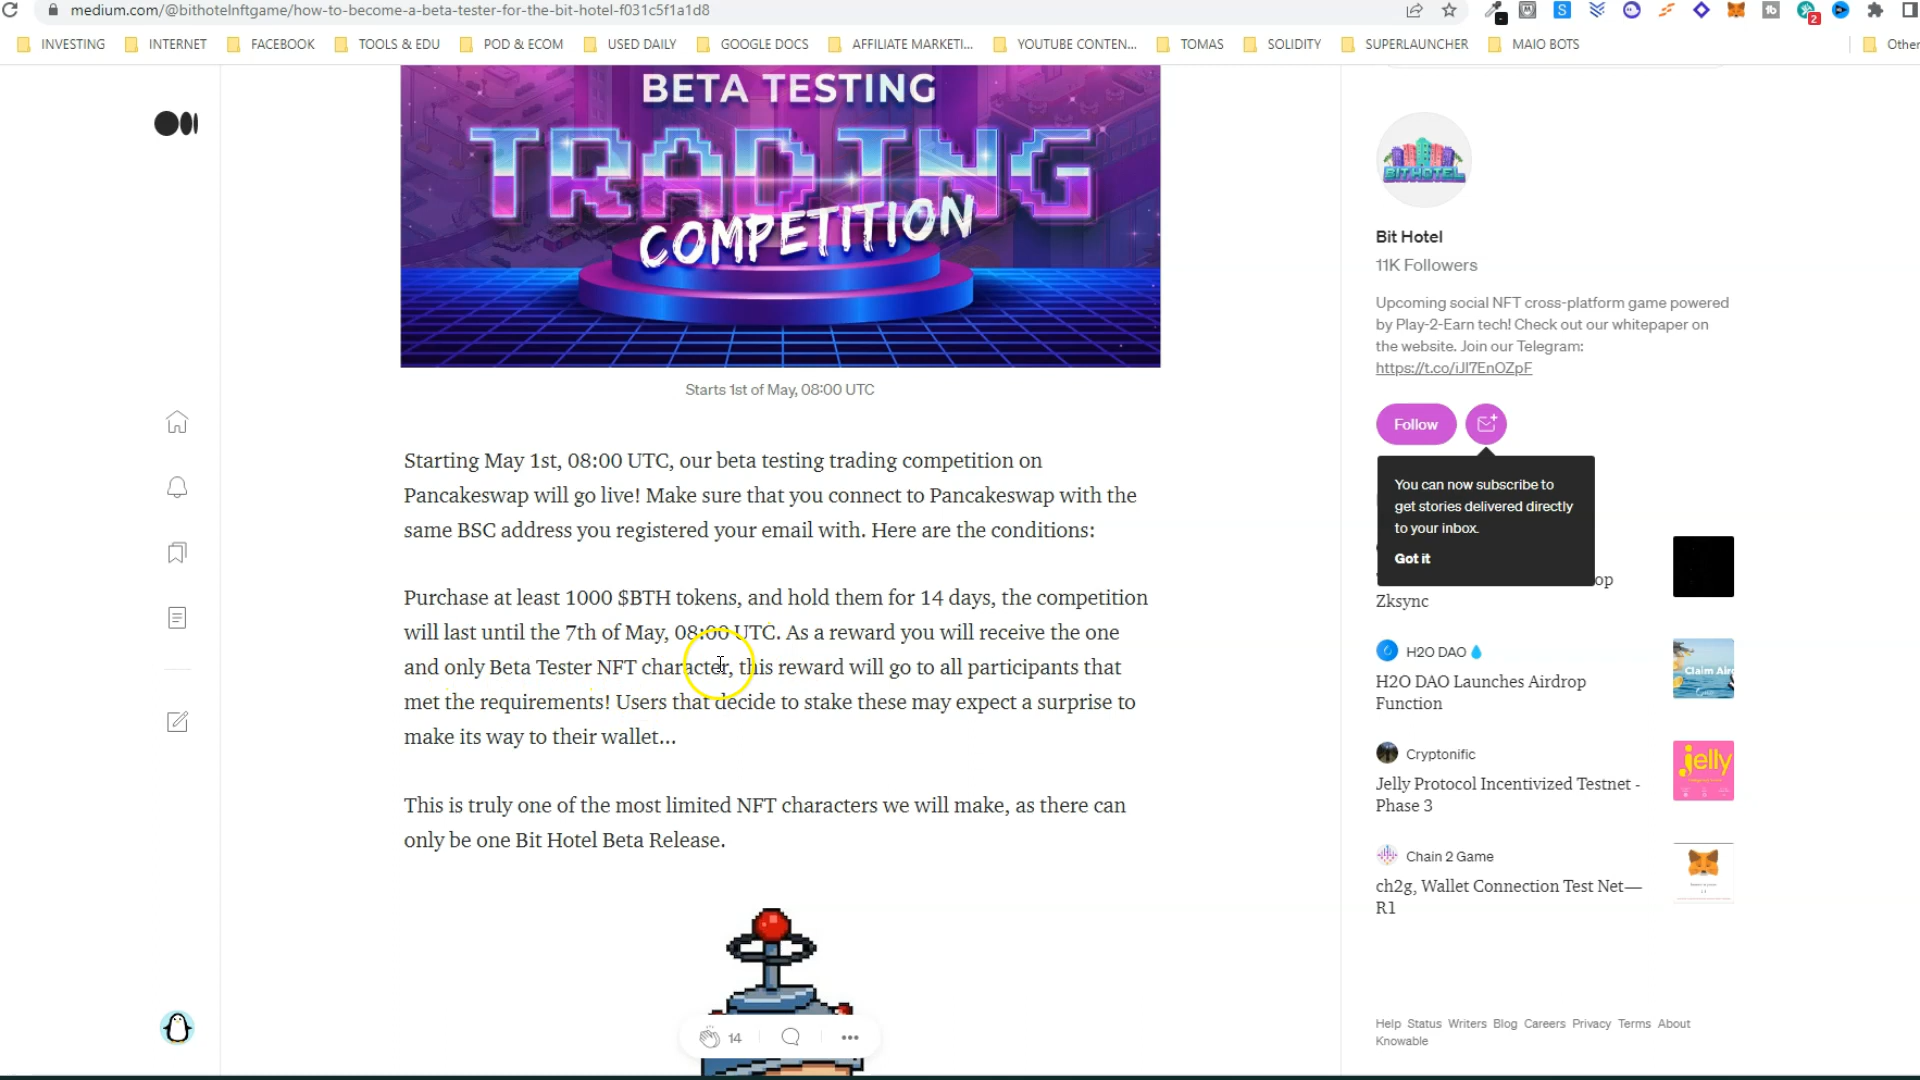 medium.com/@bithotelnftgame/how-to-become-a-beta-tester-for-the-bit-hotel-f031c5f1a1d8
INVESTING INTERNET FACEBOOK TOOLS & EDU POD & ECOM USED DAILY GOOGLE DOCS AFFILIATE MARKETI... YOUTUBE CONTEN... TOMAS SOLIDITY SUPERLAUNCHER MAIO BOTS Other
BETA TESTING
TRADING
COMPETITION
Starts 1st of May, 08:00 UTC
Starting May 1st, 08:00 UTC, our beta testing trading competition on
Pancakeswap will go live! Make sure that you connect to Pancakeswap with the
same BSC address you registered your email with. Here are the conditions:
Purchase at least 1000 $BTH tokens, and hold them for 14 days, the competition
will last until the 7th of May, 08:00 UTC. As a reward you will receive the one
and only Beta Tester NFT character, this reward will go to all participants that
met the requirements! Users that decide to stake these may expect a surprise to
make its way to their wallet...
This is truly one of the most limited NFT characters we will make, as there can
only be one Bit Hotel Beta Release.
14
BIT HOTEL
Bit Hotel
11K Followers
Upcoming social NFT cross-platform game powered
by Play-2-Earn tech! Check out our whitepaper on
the website. Join our Telegram:
https://t.co/iJl7EnOZpF
Follow
You can now subscribe to
get stories delivered directly
to your inbox.
Got it
op
Zksync
H2O DAO
H2O DAO Launches Airdrop
Function
Claim Air
Cryptonific
Jelly Protocol Incentivized Testnet -
Phase 3
jelly
Chain 2 Game
ch2g, Wallet Connection Test Net—
R1
Help Status Writers Blog Careers Privacy Terms About
Knowable